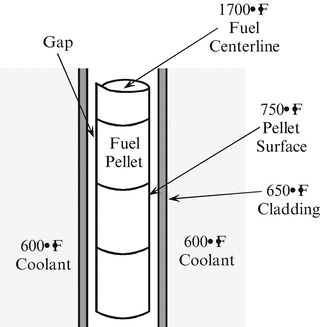 1700•F
Fuel
Centerline
Gap
750•F
Pellet
Surface
Fuel
Pellet
650•F
Cladding
600•F
Coolant
600•F
Coolant